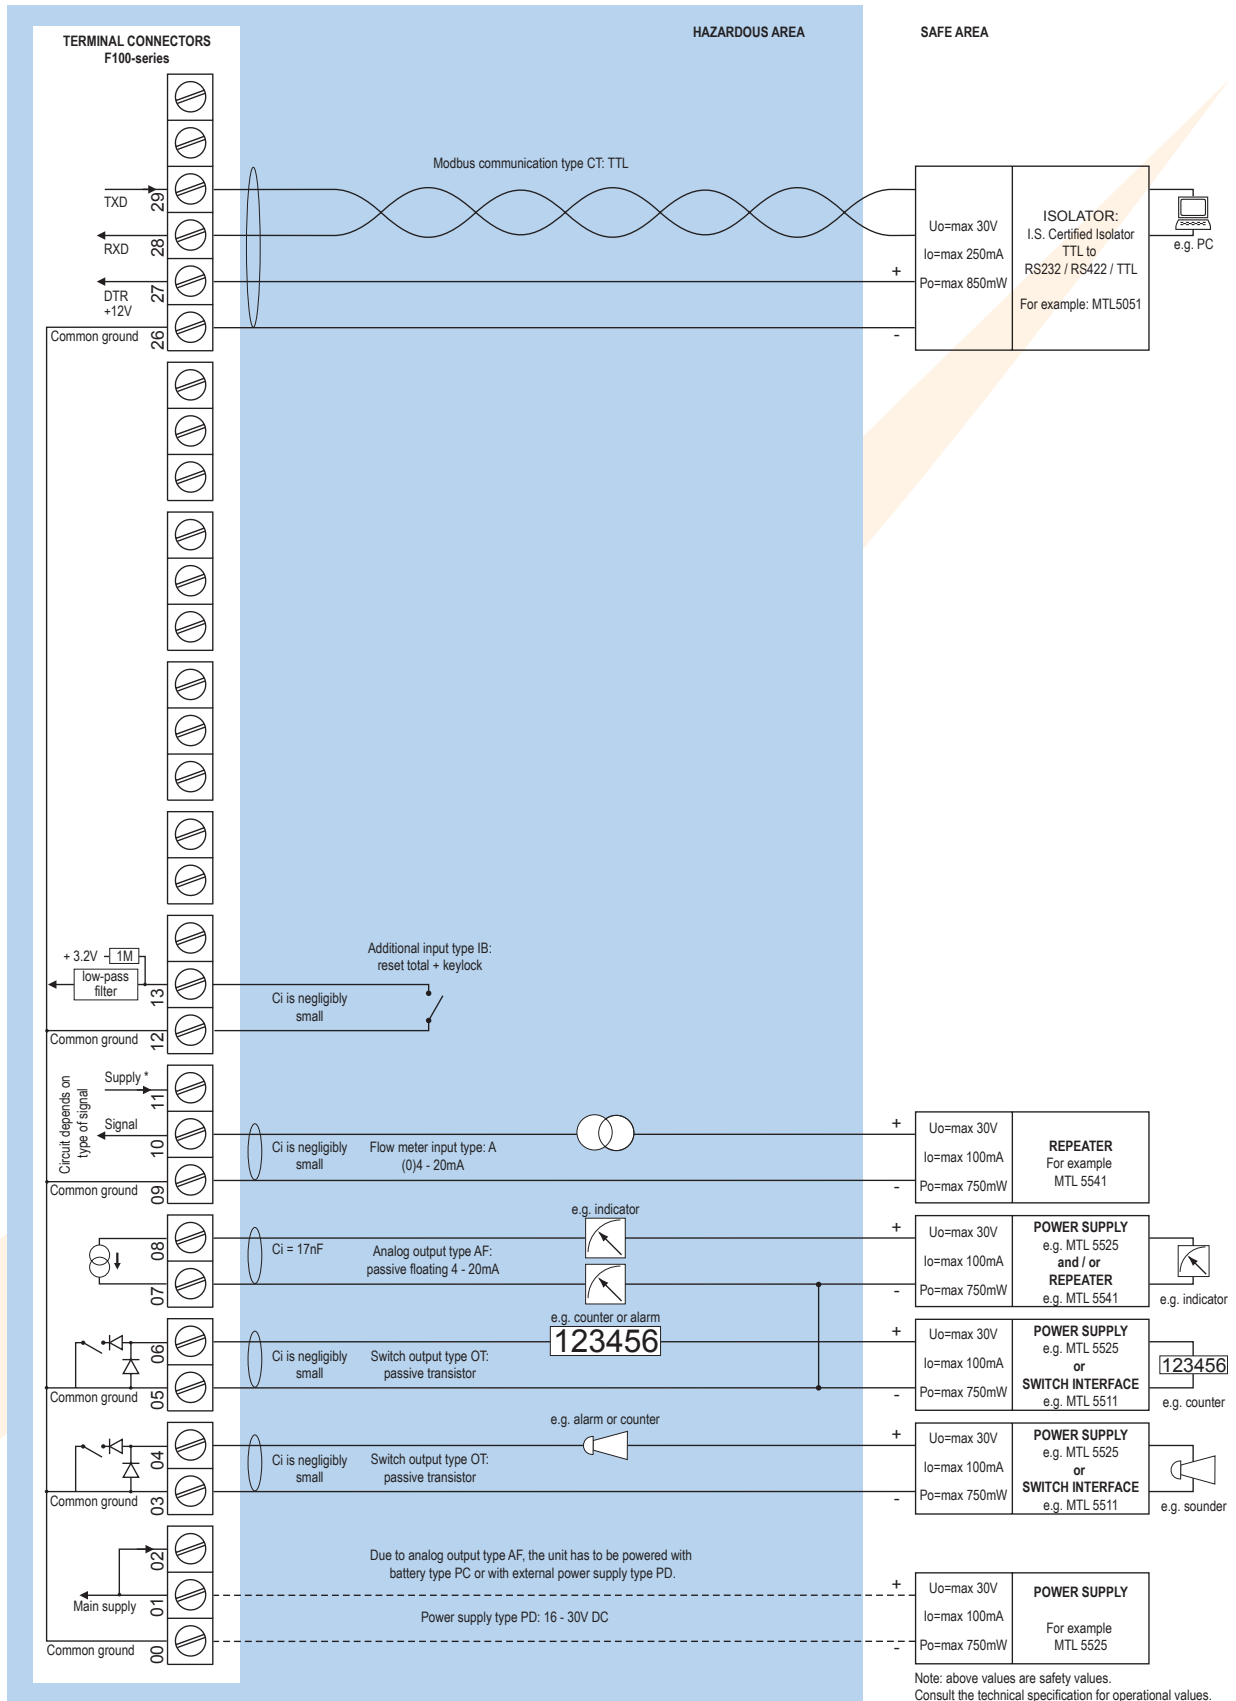 TERMINAL CONNECTORS
F100-series
HAZARDOUS AREA
SAFE AREA
Modbus communication type CT: TTL
TXD
29
RXD
28
DTR
+12V
27
Common ground
26
+
-
Uo=max 30V
Io=max 250mA
Po=max 850mW
ISOLATOR:
I.S. Certified Isolator
TTL to
RS232 / RS422 / TTL
For example: MTL5051
e.g. PC
+ 3.2V
1M
low-pass
filter
13
Common ground
12
Additional input type IB:
reset total + keylock
Ci is negligibly
small
Circuit depends on
type of signal
Supply *
11
Signal
10
Common ground
09
Ci is negligibly
small
Flow meter input type: A
(0)4 - 20mA
+
-
Uo=max 30V
Io=max 100mA
Po=max 750mW
REPEATER
For example
MTL 5541
08
07
Ci = 17nF
Analog output type AF:
passive floating 4 - 20mA
e.g. indicator
+
-
Uo=max 30V
Io=max 100mA
Po=max 750mW
POWER SUPPLY
e.g. MTL 5525
and / or
REPEATER
e.g. MTL 5541
e.g. indicator
06
Common ground
05
Ci is negligibly
small
Switch output type OT:
passive transistor
e.g. counter or alarm
123456
+
-
Uo=max 30V
Io=max 100mA
Po=max 750mW
POWER SUPPLY
e.g. MTL 5525
or
SWITCH INTERFACE
e.g. MTL 5511
123456
e.g. counter
04
Common ground
03
Ci is negligibly
small
Switch output type OT:
passive transistor
e.g. alarm or counter
+
-
Uo=max 30V
Io=max 100mA
Po=max 750mW
POWER SUPPLY
e.g. MTL 5525
or
SWITCH INTERFACE
e.g. MTL 5511
e.g. sounder
02
Main supply
01
Common ground
00
Due to analog output type AF, the unit has to be powered with
battery type PC or with external power supply type PD.
Power supply type PD: 16 - 30V DC
+
-
Uo=max 30V
Io=max 100mA
Po=max 750mW
POWER SUPPLY
For example
MTL 5525
Note: above values are safety values.
Consult the technical specification for operational values.